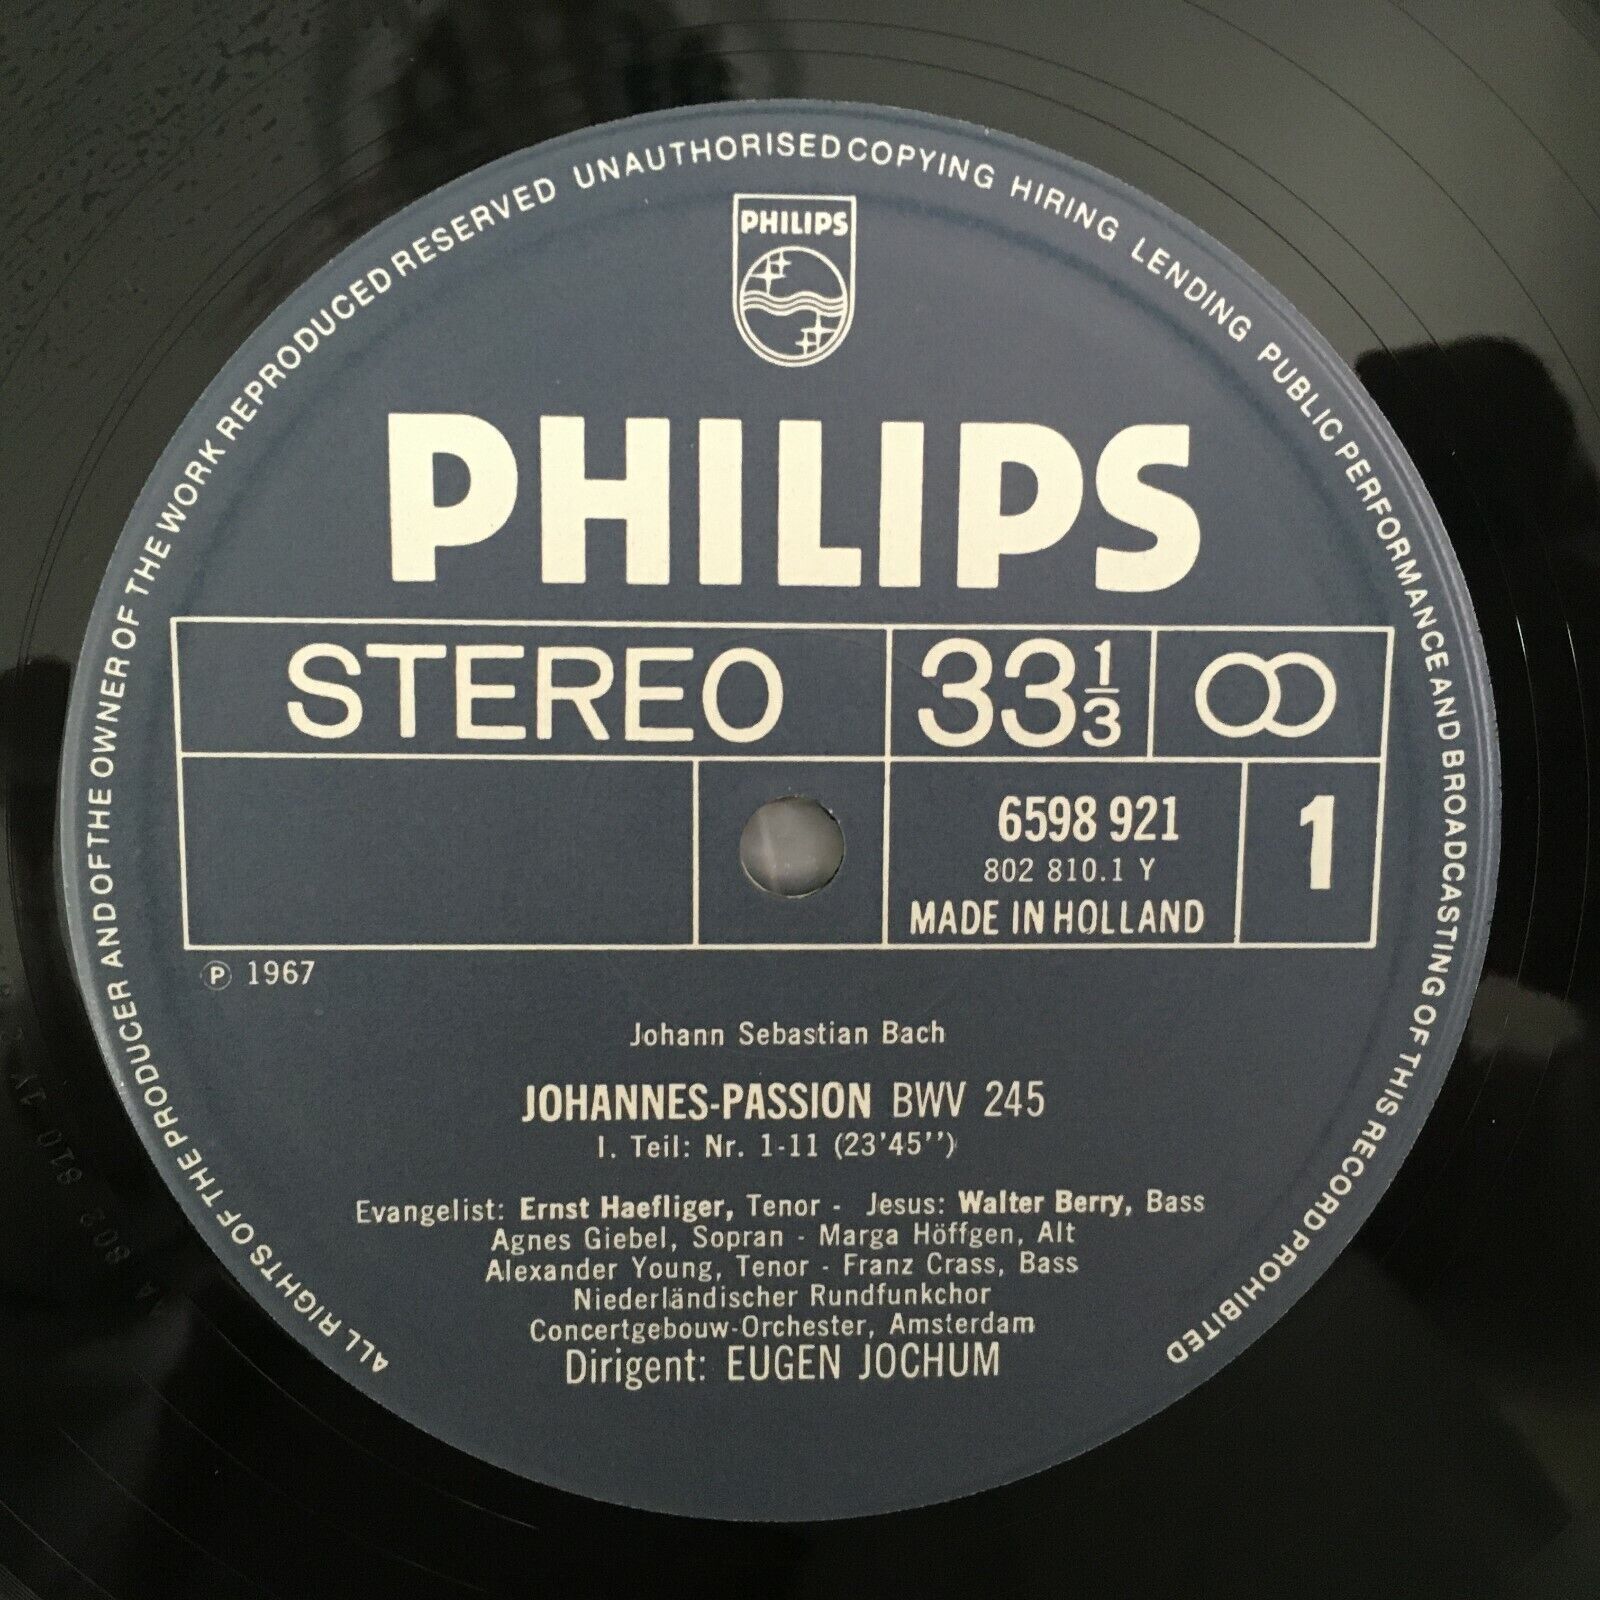 ALL RIGHTS OF THE PRODUCER AND OF THE OWNER OF THE WORK REPRODUCED RESERVED UNAUTHORISED COPYING HIRING LENDING PUBLIC PERFORMANCE AND BROADCASTING OF THIS RECORD PROHIBITED
PHILIPS
PHILIPS
STEREO 33 1/3
6598 921 1
802 810.1 Y
MADE IN HOLLAND
Ⓟ 1967
Johann Sebastian Bach
JOHANNES-PASSION BWV 245
I. Teil: Nr. 1-11 (23'45'')
Evangelist: Ernst Haefliger, Tenor - Jesus: Walter Berry, Bass
Agnes Giebel, Sopran - Marga Höffgen, Alt
Alexander Young, Tenor - Franz Crass, Bass
Niederländischer Rundfunkchor
Concertgebouw-Orchester, Amsterdam
Dirigent: EUGEN JOCHUM